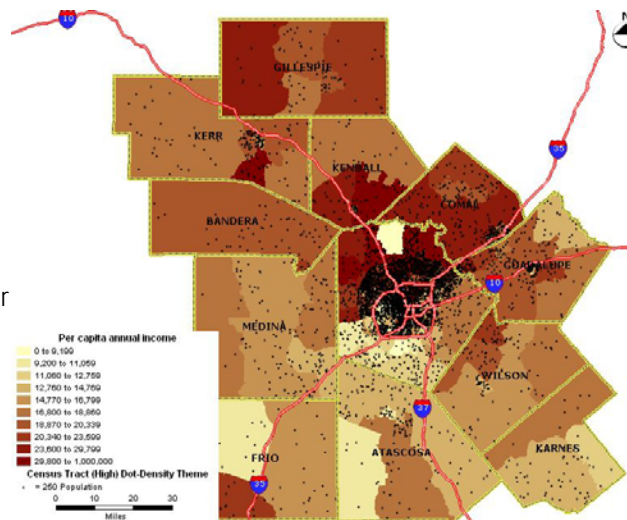 N
10
GILLESPIE
35
KERR
KENDALL
COMAL
BANDERA
GUADALUPE
10
r
MEDINA
Per capita annual income
0 to 9,199
9,200 to 11,059
11,060 to 12,759
12,760 to 14,769
14,770 to 16,799
16,800 to 18,869
18,870 to 20,339
20,340 to 23,599
23,600 to 29,799
29,800 to 1,000,000
Census Tract (High) Dot-Density Theme
= 250 Population
0 10 20 30
Miles
WILSON
37
ATASCOSA
KARNES
FRIO
35